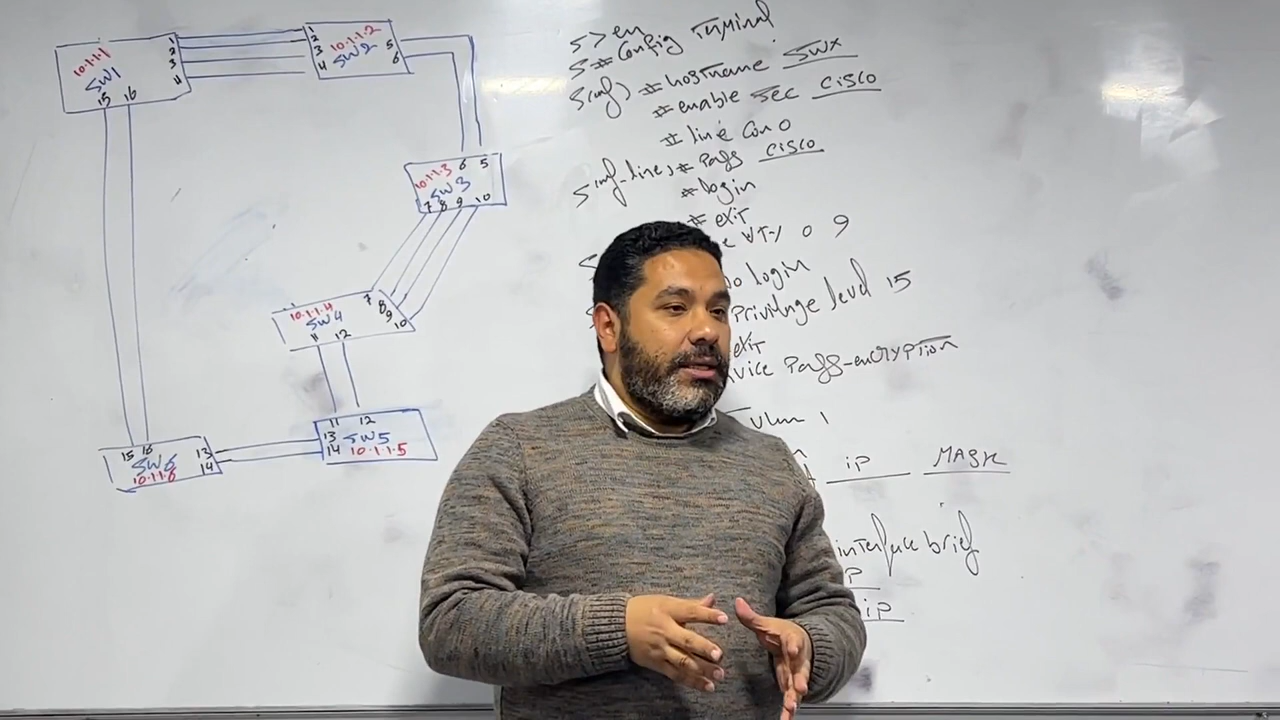 10.1.1.1
SW1
1
2
3
4
15 16
1
2
3
4
10.1.1.2
SW2
5
6
6 5
10.1.1.3
SW3
7 8 9 10
10.1.1.4
SW4
7
8
9
10
11 12
11 12
13
14
SW5
10.1.1.5
15 16
13
14
SW6
10.1.1.6
S>en
S#Config Terminal
S(conf)#hostname SWX
#enable sec cisco
#line Con 0
S(conf-line)#Pass cisco
#login
#exit
VTY 0 9
login
Privilage level 15
exit
Pass-encryption
vlan 1
ip MASK
interface brief
ip